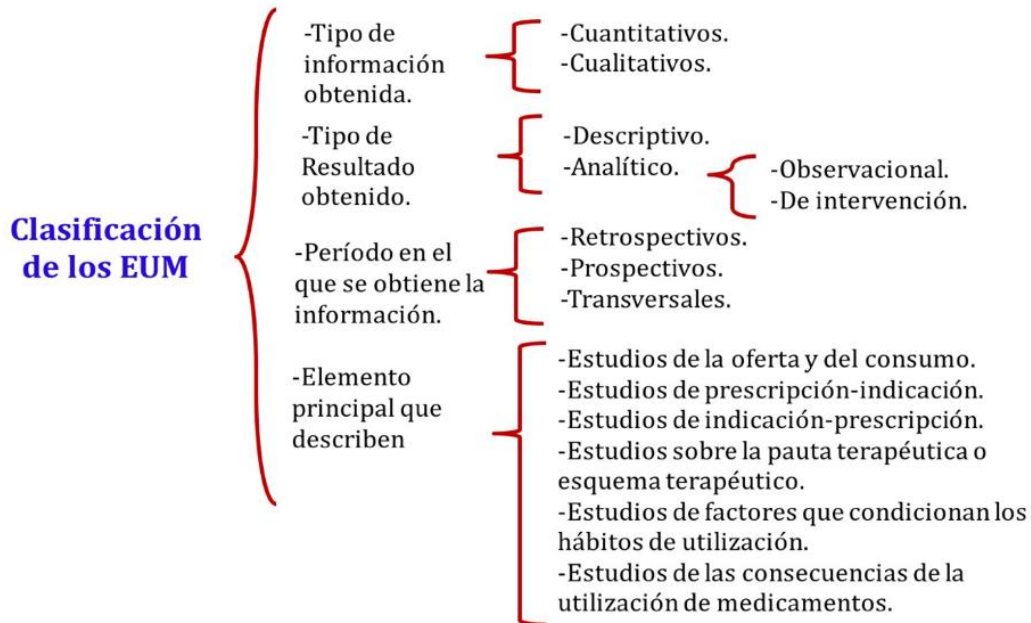 Clasificación
de los EUM
-Tipo de
información
obtenida.
-Cuantitativos.
-Cualitativos.
-Tipo de
Resultado
obtenido.
-Descriptivo.
-Analítico.
-Observacional.
-De intervención.
-Período en el
que se obtiene la
información.
-Retrospectivos.
-Prospectivos.
-Transversales.
-Elemento
principal que
describen
-Estudios de la oferta y del consumo.
-Estudios de prescripción-indicación.
-Estudios de indicación-prescripción.
-Estudios sobre la pauta terapéutica o
esquema terapéutico.
-Estudios de factores que condicionan los
hábitos de utilización.
-Estudios de las consecuencias de la
utilización de medicamentos.